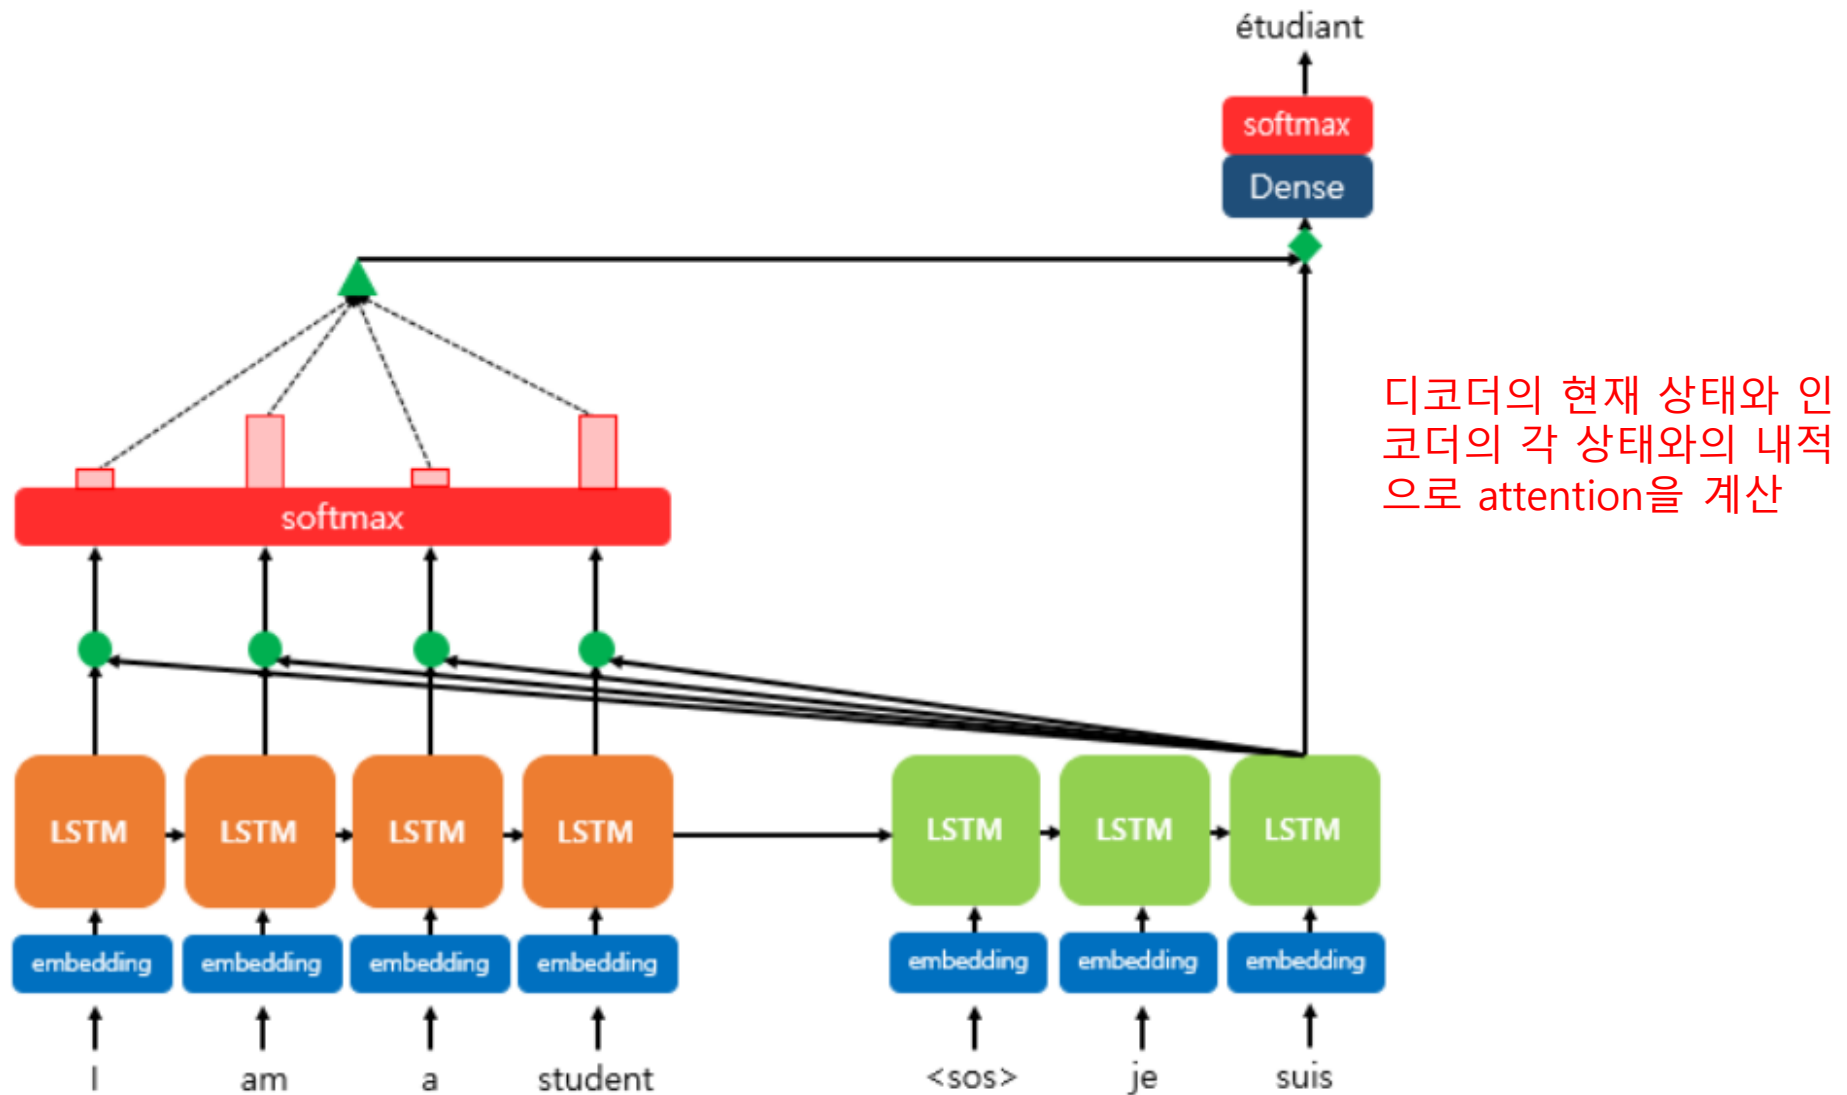 étudiant
softmax
Dense
디코더의 현재 상태와 인
코더의 각 상태와의 내적
으로 attention을 계산
softmax
LSTM LSTM LSTM LSTM LSTM LSTM LSTM
embedding embedding embedding embedding embedding embedding embedding
I am a student <sos> je suis